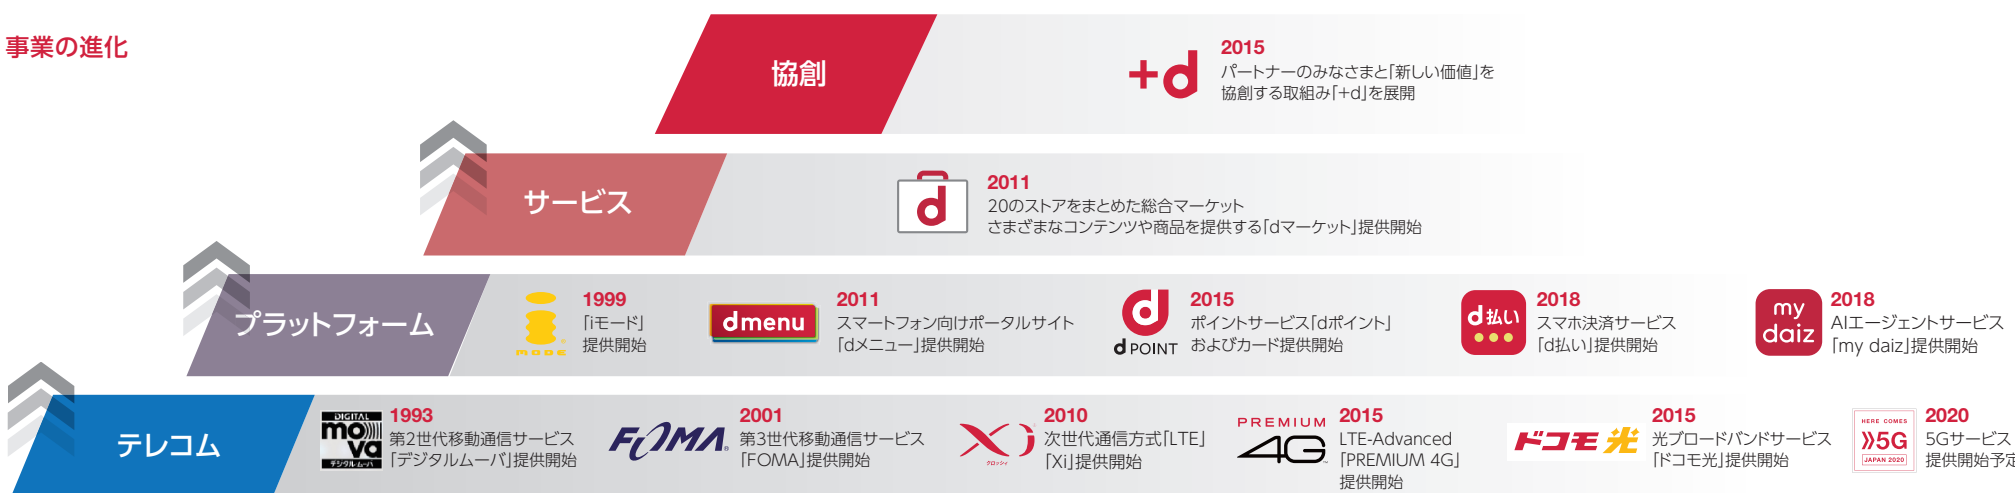 事業の進化
協創
+d
2015
パートナーのみなさまと「新しい価値」を
協創する取組み「+d」を展開
サービス
d
2011
20のストアをまとめた総合マーケット
さまざまなコンテンツや商品を提供する「dマーケット」提供開始
プラットフォーム
i
MODE
1999
「iモード」
提供開始
dmenu
2011
スマートフォン向けポータルサイト
「dメニュー」提供開始
d
d POINT
2015
ポイントサービス「dポイント」
およびカード提供開始
d払い
2018
スマホ決済サービス
「d払い」提供開始
my
daiz
2018
AIエージェントサービス
「my daiz」提供開始
テレコム
DIGITAL
mova
デジタル・ムーバ
1993
第2世代移動通信サービス
「デジタルムーバ」提供開始
FOMA
2001
第3世代移動通信サービス
「FOMA」提供開始
Xi
クロッシィ
2010
次世代通信方式「LTE」
「Xi」提供開始
PREMIUM
4G
2015
LTE-Advanced
「PREMIUM 4G」
提供開始
ドコモ光
2015
光ブロードバンドサービス
「ドコモ光」提供開始
HERE COMES
5G
JAPAN 2020
2020
5Gサービス
提供開始予定